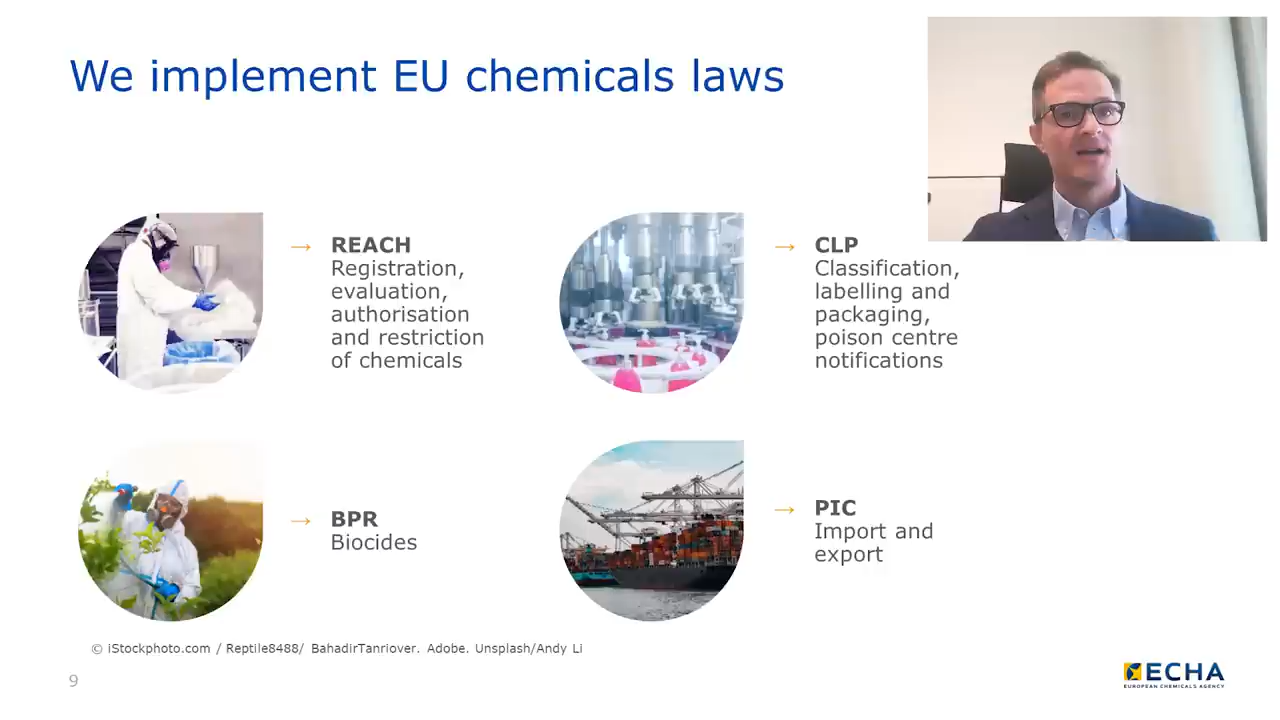 We implement EU chemicals laws
→ REACH
Registration,
evaluation,
authorisation
and restriction
of chemicals
→ CLP
Classification,
labelling and
packaging,
poison centre
notifications
→ BPR
Biocides
→ PIC
Import and
export
© iStockphoto.com / Reptile8488/ BahadirTanriover. Adobe. Unsplash/Andy Li
9
ECHA
EUROPEAN CHEMICALS AGENCY